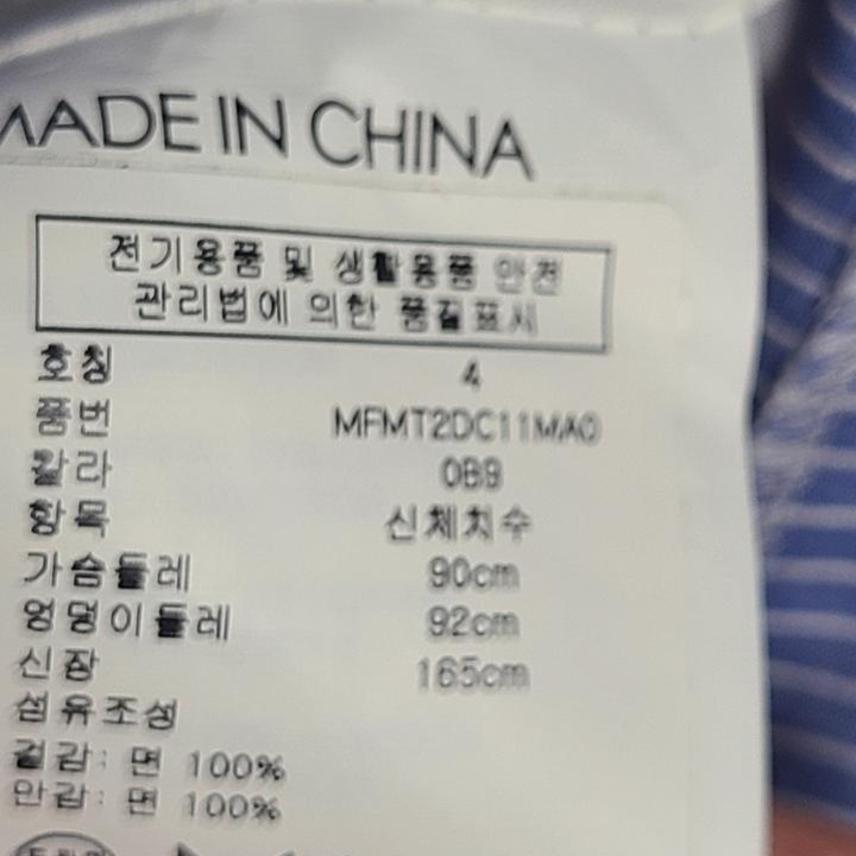 MADE IN CHINA
전기용품 및 생활용품 안전
관리법에 의한 품질표시
호칭 4
품번 MFMT2DC11MA0
칼라 0B9
항목 신체치수
가슴둘레 90cm
엉덩이둘레 92cm
신장 165cm
섬유조성
겉감: 면 100%
안감: 면 100%